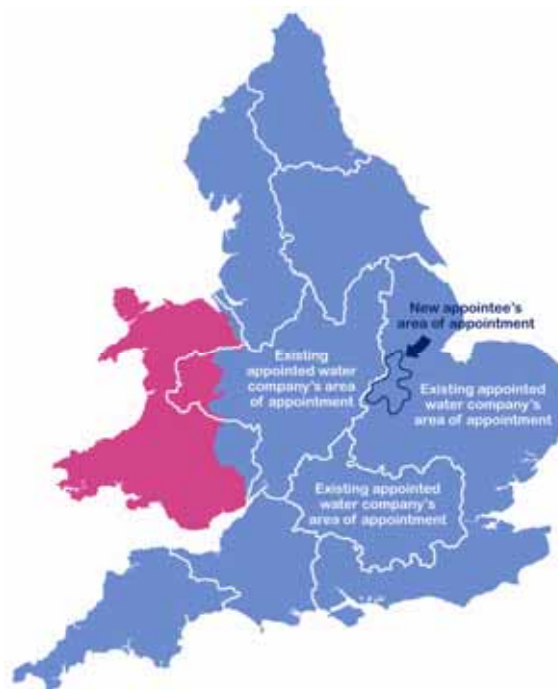 New appointee's
area of appointment
Existing
appointed water
company's area
of appointment
Existing appointed
water company's
area of appointment
Existing appointed
water company's
area of appointment